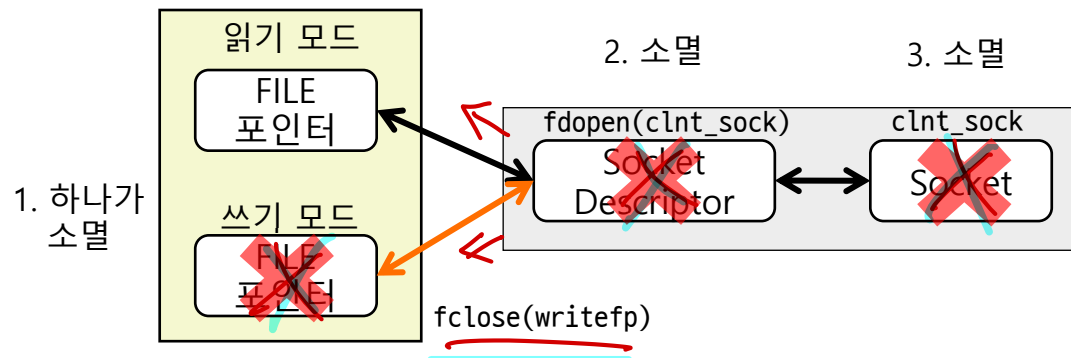 읽기 모드
FILE
포인터
쓰기 모드
FILE
포인터
1. 하나가
소멸
2. 소멸
3. 소멸
fdopen(clnt_sock)
Socket
Descriptor
clnt_sock
Socket
fclose(writefp)